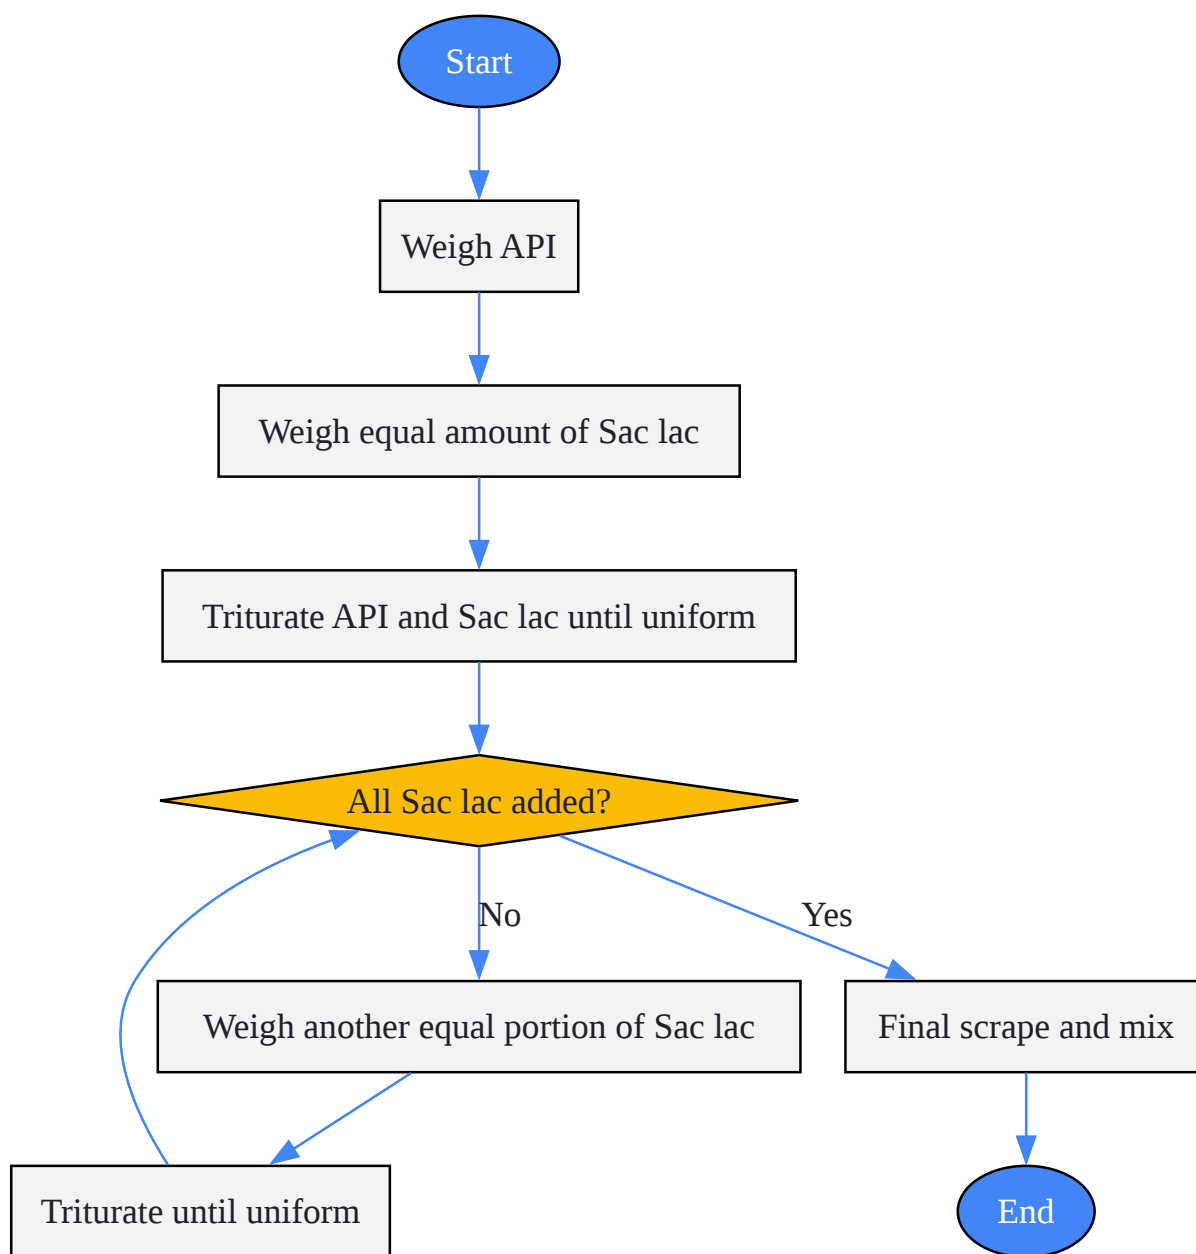 Start
Weigh API
Weigh equal amount of Sac lac
Triturate API and Sac lac until uniform
All Sac lac added?
No
Yes
Weigh another equal portion of Sac lac
Final scrape and mix
Triturate until uniform
End